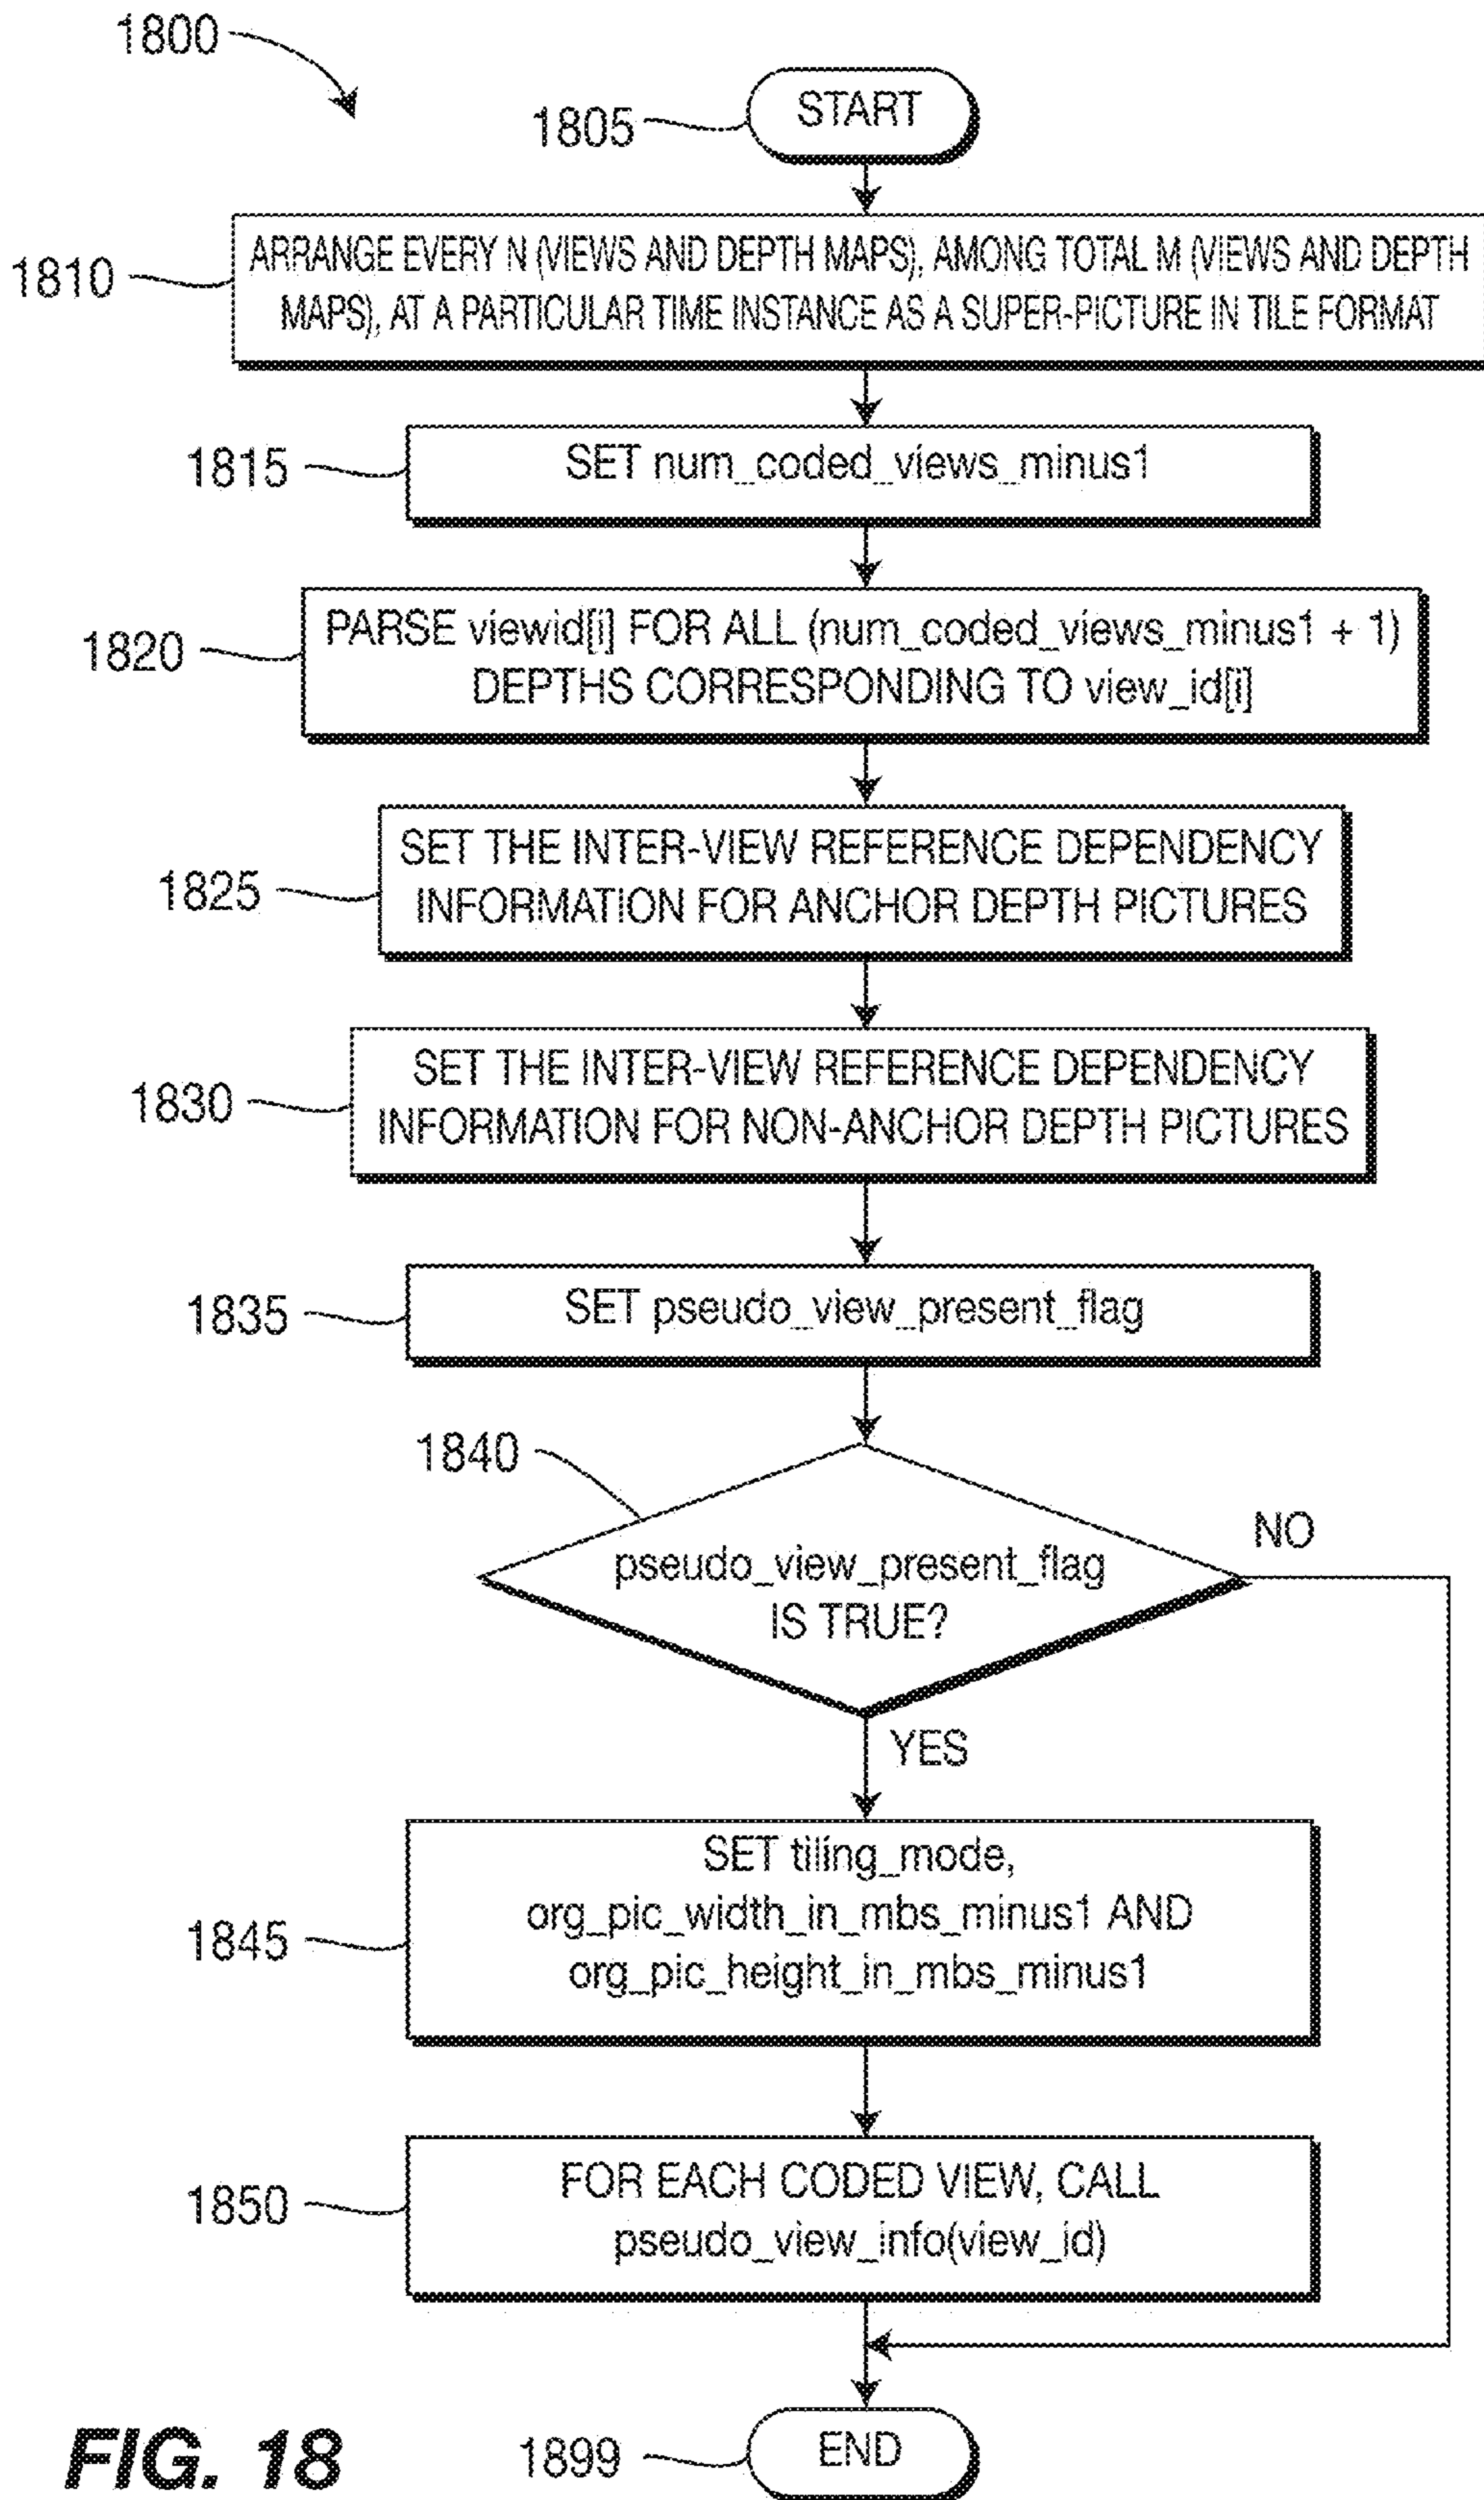 1800
1805
START
1810
ARRANGE EVERY N (VIEWS AND DEPTH MAPS), AMONG TOTAL M (VIEWS AND DEPTH
MAPS), AT A PARTICULAR TIME INSTANCE AS A SUPER-PICTURE IN TILE FORMAT
1815
SET num_coded_views_minus1
1820
PARSE viewid[i] FOR ALL (num_coded_views_minus1 + 1)
DEPTHS CORRESPONDING TO view_id[i]
1825
SET THE INTER-VIEW REFERENCE DEPENDENCY
INFORMATION FOR ANCHOR DEPTH PICTURES
1830
SET THE INTER-VIEW REFERENCE DEPENDENCY
INFORMATION FOR NON-ANCHOR DEPTH PICTURES
1835
SET pseudo_view_present_flag
1840
pseudo_view_present_flag
IS TRUE?
NO
YES
1845
SET tiling_mode,
org_pic_width_in_mbs_minus1 AND
org_pic_height_in_mbs_minus1
1850
FOR EACH CODED VIEW, CALL
pseudo_view_info(view_id)
1899
END
FIG. 18